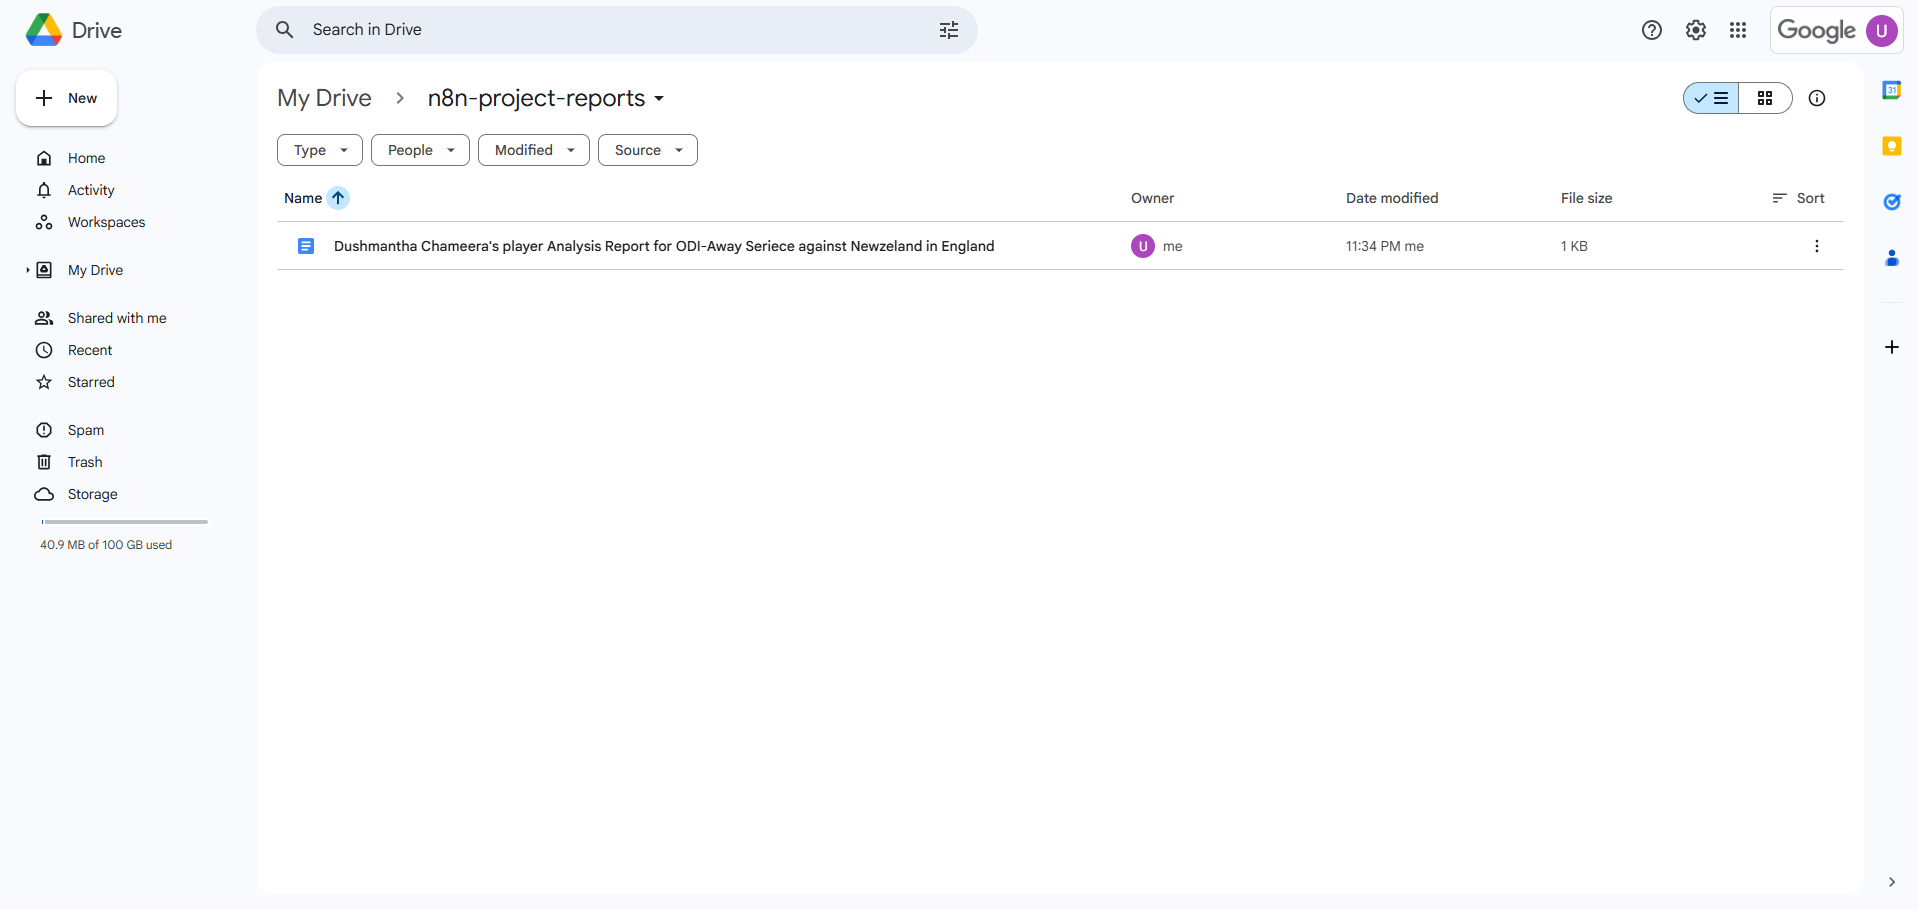 Drive
Search in Drive
Google U
New
Home
Activity
Workspaces
My Drive
Shared with me
Recent
Starred
Spam
Trash
Storage
40.9 MB of 100 GB used
My Drive
n8n-project-reports
Type
People
Modified
Source
Name
Owner
Date modified
File size
Sort
Dushmantha Chameera's player Analysis Report for ODI-Away Seriece against Newzeland in England
U me
11:34 PM me
1 KB
31